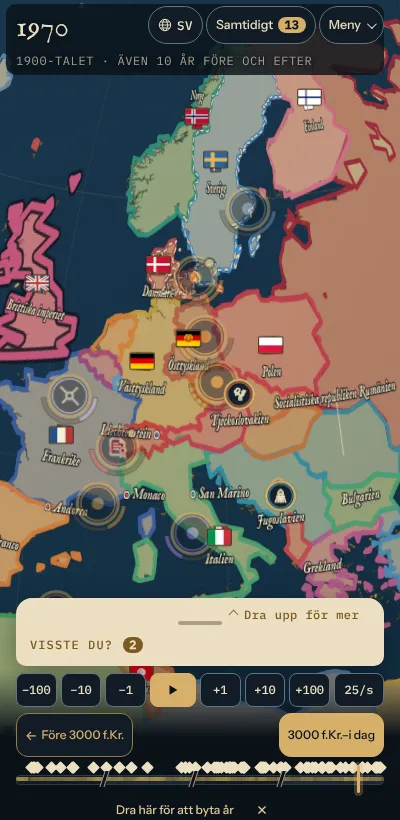 1970
SV
Samtidigt 13
Meny
1900-TALET · ÄVEN 10 ÅR FÖRE OCH EFTER
Norge
Finland
Sverige
Danmark
Brittiska imperiet
Östtyskland
Polen
Västtyskland
Socialistiska republiken Rumänien
Tjeckoslovakien
Liechtenstein
Frankrike
Monaco
San Marino
Andorra
Jugoslavien
Bulgarien
Italien
Grekland
Dra upp för mer
VISSTE DU? 2
−100
−10
−1
+1
+10
+100
25/s
← Före 3000 f.Kr.
3000 f.Kr.–i dag
Dra här för att byta år ×